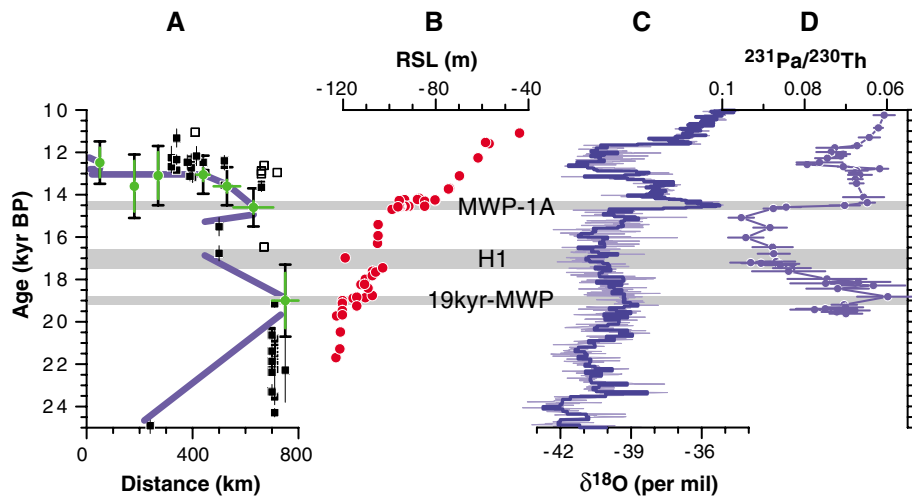 A
B
C
D
RSL (m)
-120
-80
-40
²³¹Pa/²³⁰Th
0.1
0.08
0.06
Age (kyr BP)
10
12
14
16
18
20
22
24
MWP-1A
H1
19kyr-MWP
0
400
800
Distance (km)
-42
-39
-36
δ¹⁸O (per mil)